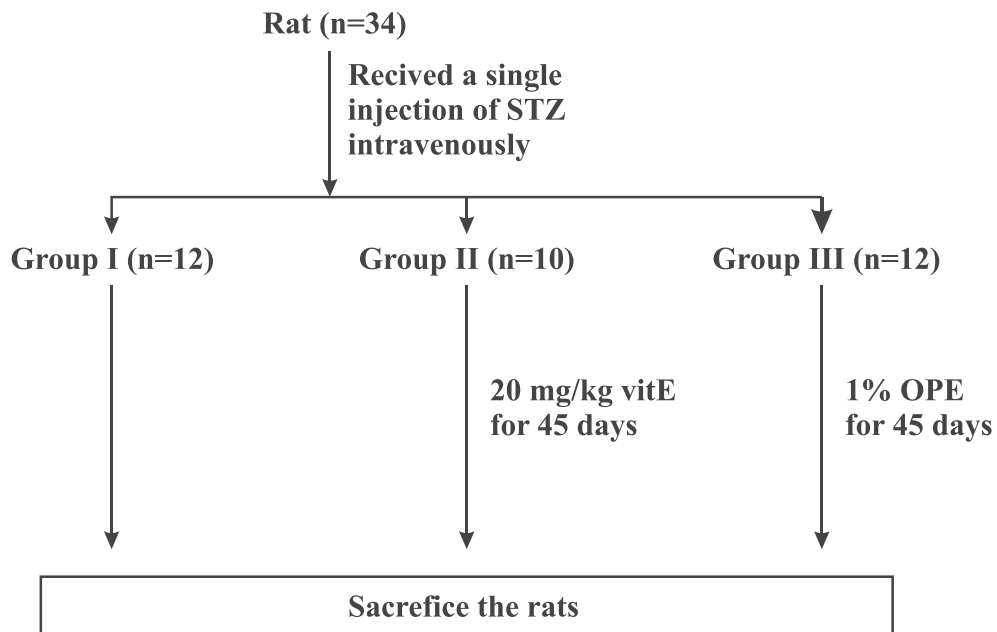 Rat (n=34)
Recived a single
injection of STZ
intravenously
Group I (n=12)
Group II (n=10)
Group III (n=12)
20 mg/kg vitE
for 45 days
1% OPE
for 45 days
Sacrefice the rats